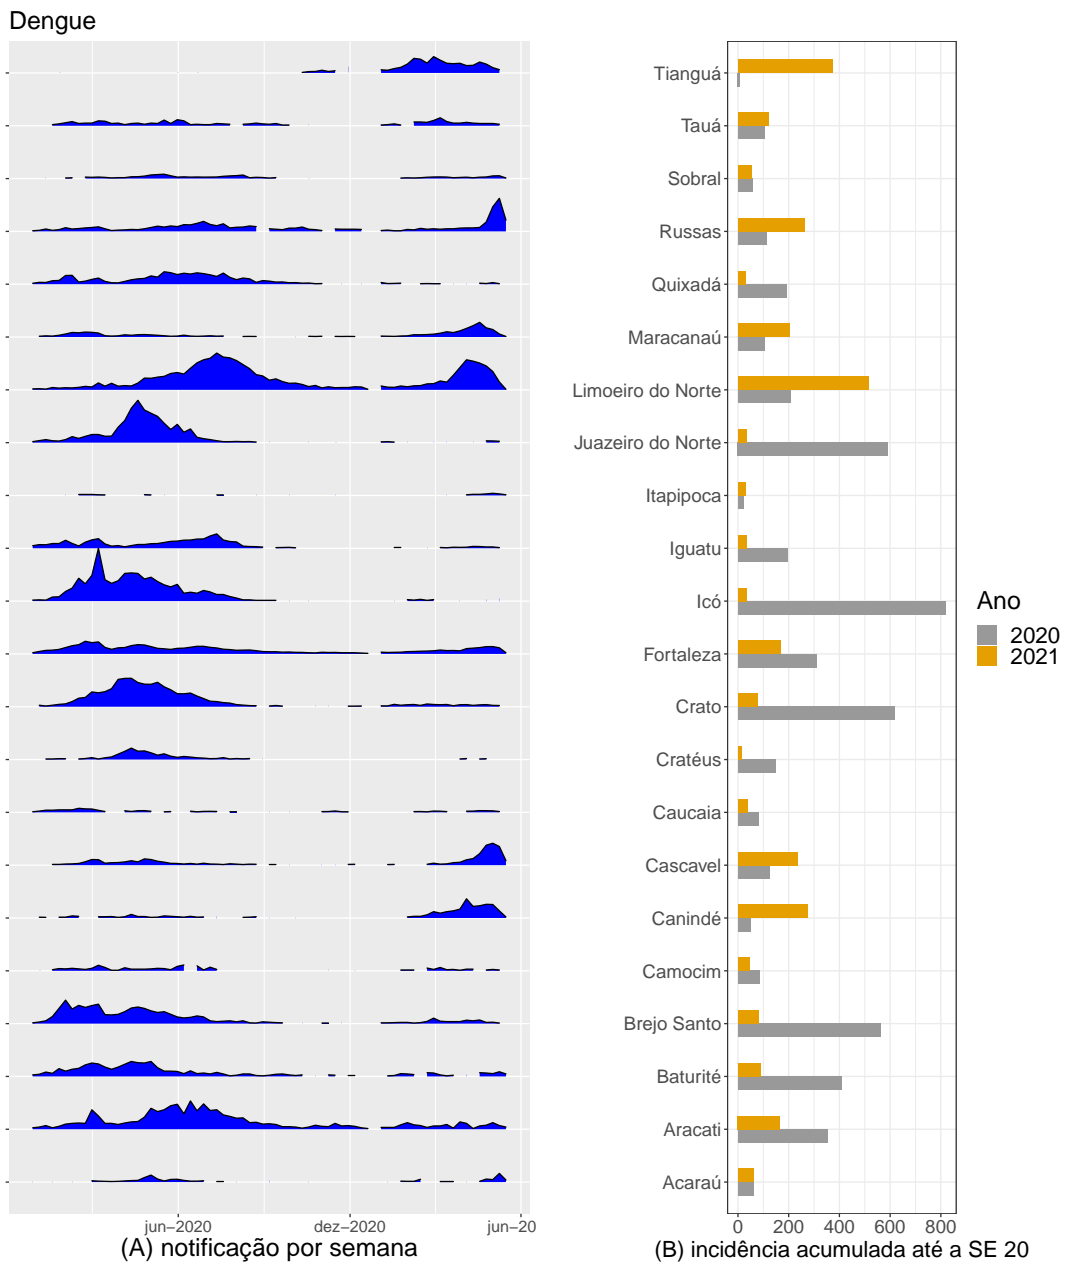 Dengue
Tianguá
Tauá
Sobral
Russas
Quixadá
Maracanaú
Limoeiro do Norte
Juazeiro do Norte
Itapipoca
Iguatu
Icó
Fortaleza
Crato
Cratéus
Caucaia
Cascavel
Canindé
Camocim
Brejo Santo
Baturité
Aracati
Acaraú
Ano
2020
2021
jun−2020 dez−2020 jun−20
(A) notificação por semana
0 200 400 600 800
(B) incidência acumulada até a SE 20